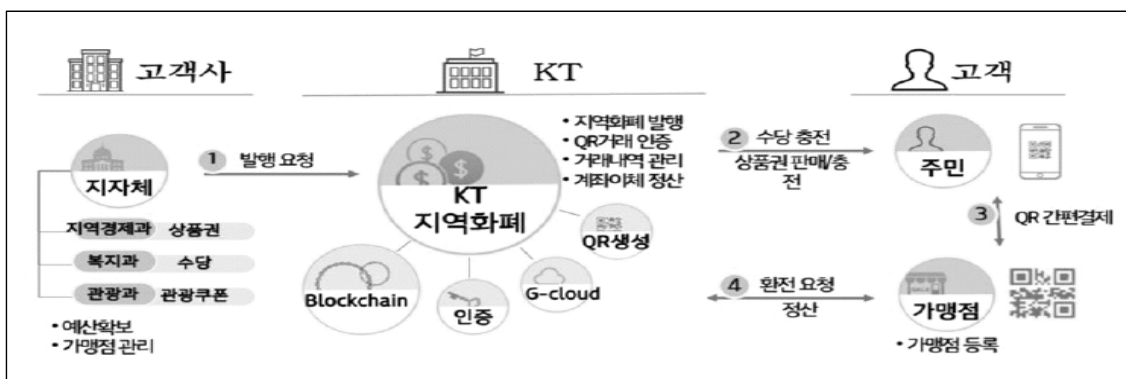 고객사
KT
고객
지자체
1 발행 요청
지역경제과 상품권
복지과 수당
관광과 관광쿠폰
• 예산확보
• 가맹점 관리
• 지역화폐 발행
• QR거래 인증
• 거래내역 관리
• 계좌이체 정산
KT
지역화폐
Blockchain
인증
G-cloud
QR생성
2 수당 충전
상품권 판매/충
전
주민
3 QR 간편결제
4 환전 요청
정산
가맹점
• 가맹점 등록